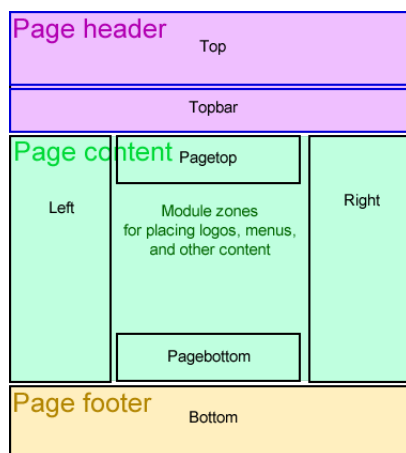 Page header
Top
Topbar
Page content
Pagetop
Left
Right
Module zones
for placing logos, menus,
and other content
Pagebottom
Page footer
Bottom